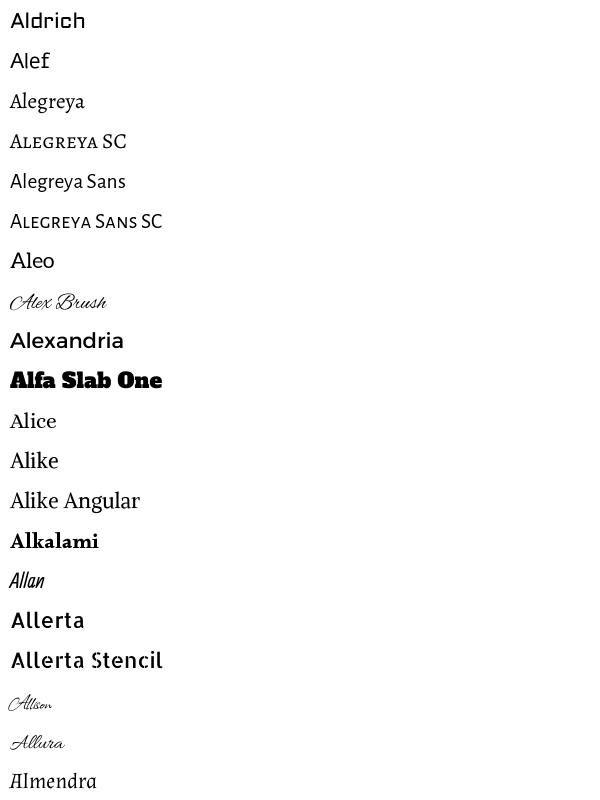 Aldrich
Alef
Alegreya
Alegreya SC
Alegreya Sans
Alegreya Sans SC
Aleo
Alex Brush
Alexandria
Alfa Slab One
Alice
Alike
Alike Angular
Alkalami
Allan
Allerta
Allerta Stencil
Allison
Allura
Almendra